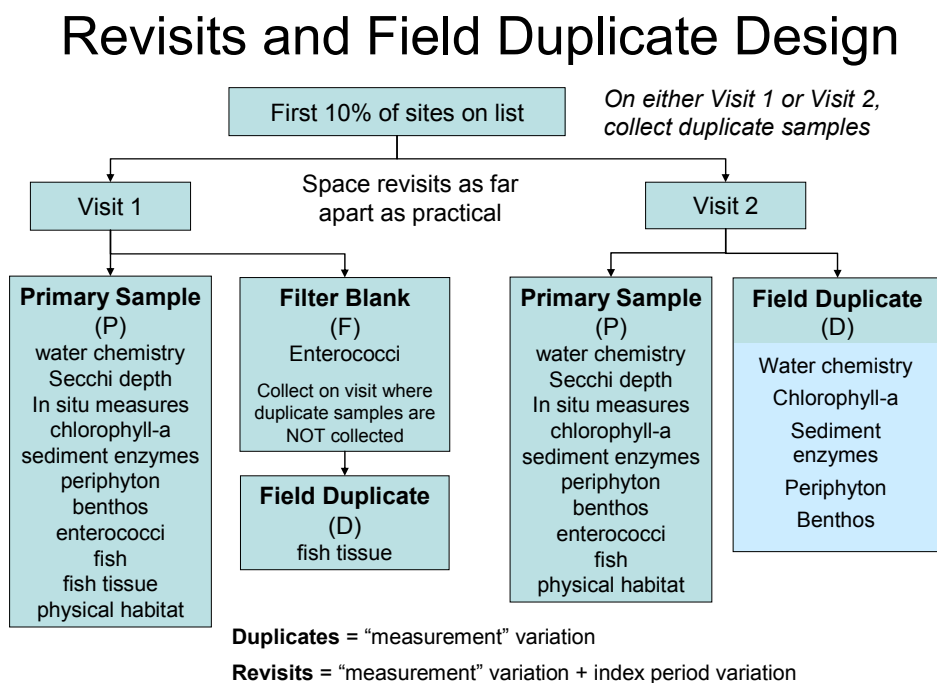 Revisits and Field Duplicate Design
First 10% of sites on list
On either Visit 1 or Visit 2,
collect duplicate samples
Space revisits as far
apart as practical
Visit 1
Visit 2
Primary Sample
(P)
water chemistry
Secchi depth
In situ measures
chlorophyll-a
sediment enzymes
periphyton
benthos
enterococci
fish
fish tissue
physical habitat
Filter Blank
(F)
Enterococci
Collect on visit where
duplicate samples are
NOT collected
Field Duplicate
(D)
fish tissue
Primary Sample
(P)
water chemistry
Secchi depth
In situ measures
chlorophyll-a
sediment enzymes
periphyton
benthos
enterococci
fish
physical habitat
Field Duplicate
(D)
Water chemistry
Chlorophyll-a
Sediment
enzymes
Periphyton
Benthos
Duplicates = “measurement” variation
Revisits = “measurement” variation + index period variation